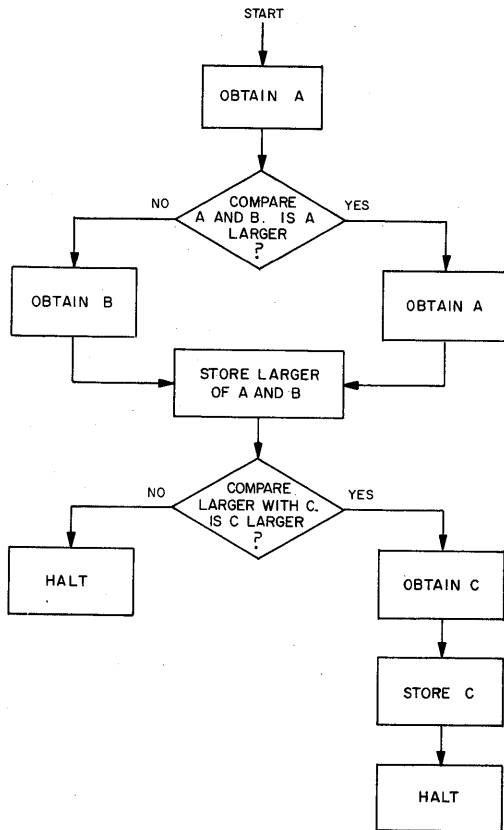 START
OBTAIN A
COMPARE
A AND B. IS A
LARGER
?
NO
YES
OBTAIN B
OBTAIN A
STORE LARGER
OF A AND B
COMPARE
LARGER WITH C.
IS C LARGER
?
NO
YES
HALT
OBTAIN C
STORE C
HALT